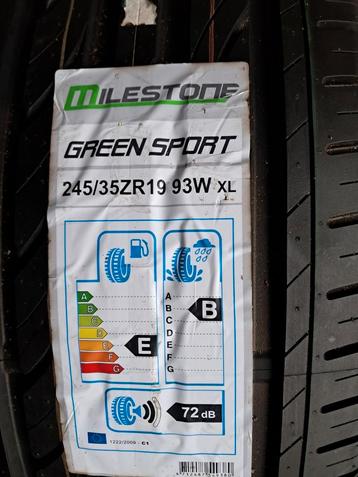 MILESTONE
GREEN SPORT
245/35ZR19 93W XL
A
B
C
D
E
F
G
E
A
B
C
D
E
F
G
B
72 dB
1222/2009 - C1